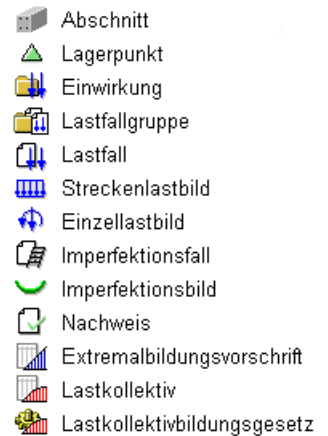 Abschnitt
Lagerpunkt
Einwirkung
Lastfallgruppe
Lastfall
Streckenlastbild
Einzellastbild
Imperfektionsfall
Imperfektionsbild
Nachweis
Extremalbildungsvorschrift
Lastkollektiv
Lastkollektivbildungsgesetz